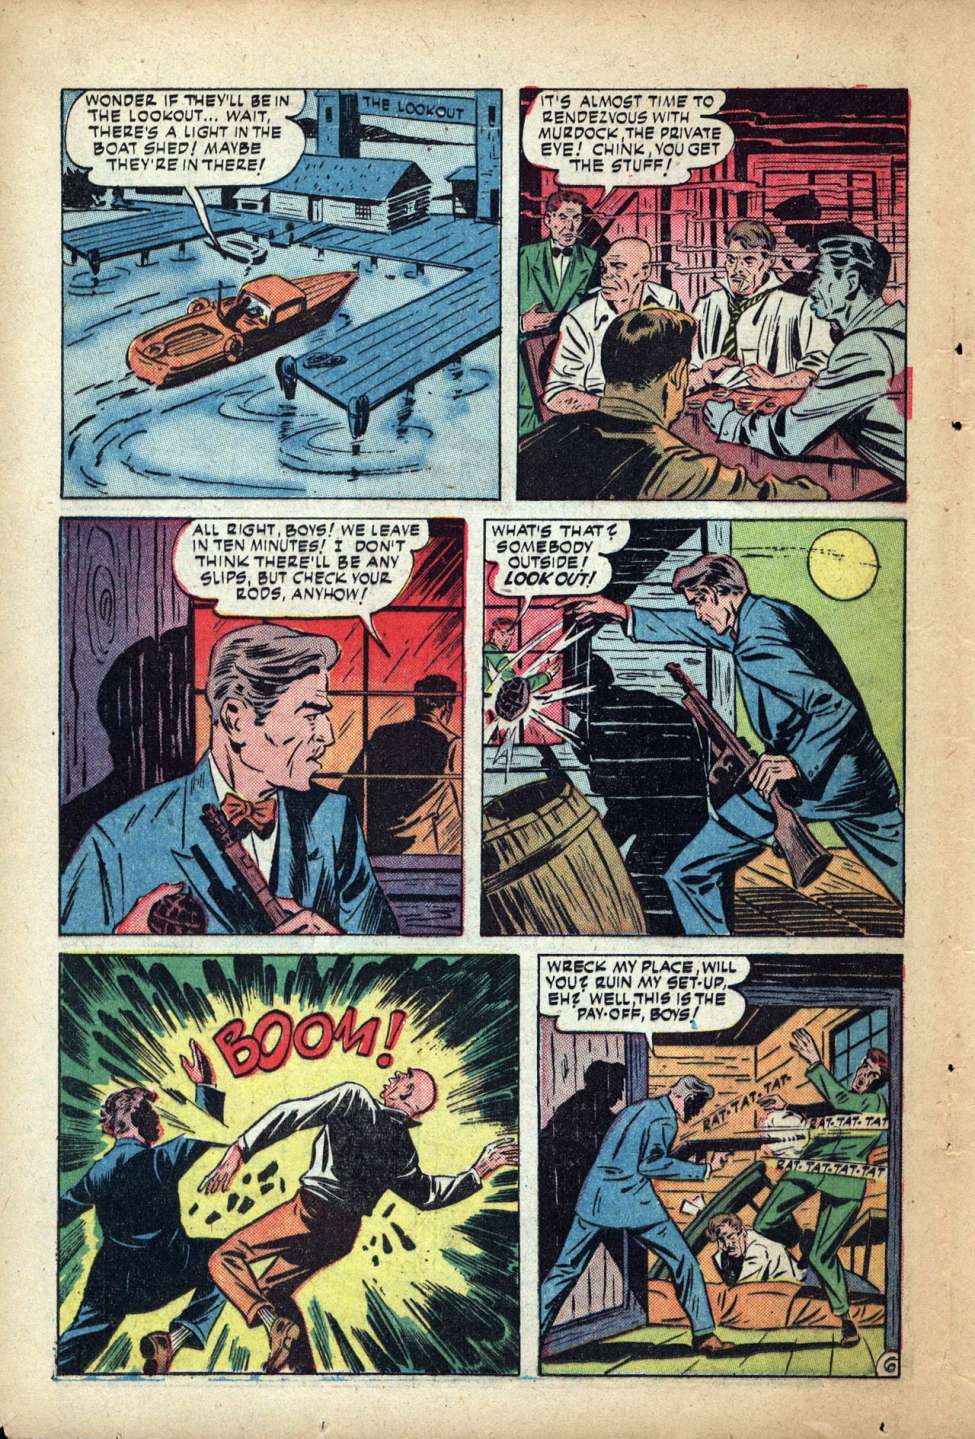 WONDER IF THEY'LL BE IN
THE LOOKOUT... WAIT,
THERE'S A LIGHT IN THE
BOAT SHED! MAYBE
THEY'RE IN THERE!
THE LOOKOUT
IT'S ALMOST TIME TO
RENDEZVOUS WITH
MURDOCK, THE PRIVATE
EYE! CHINK, YOU GET
THE STUFF!
ALL RIGHT, BOYS! WE LEAVE
IN TEN MINUTES! I DON'T
THINK THERE'LL BE ANY
SLIPS, BUT CHECK YOUR
RODS, ANYHOW!
WHAT'S THAT?
SOMEBODY
OUTSIDE!
LOOK OUT!
BOOM!
WRECK MY PLACE, WILL
YOU? RUIN MY SET-UP,
EH? WELL, THIS IS THE
PAY-OFF, BOYS!
RAT-TAT-TAT-
RAT-TAT-TAT
RAT-TAT-TAT-TAT
6